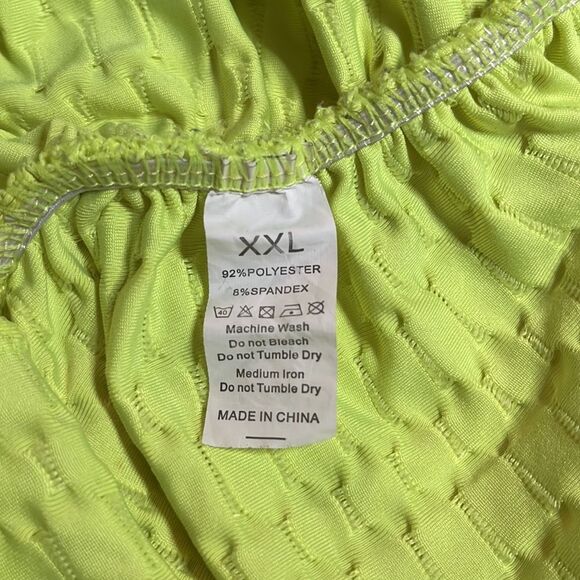 XXL
92%POLYESTER
8%SPANDEX
40
Machine Wash
Do not Bleach
Do not Tumble Dry
Medium Iron
Do not Tumble Dry
MADE IN CHINA